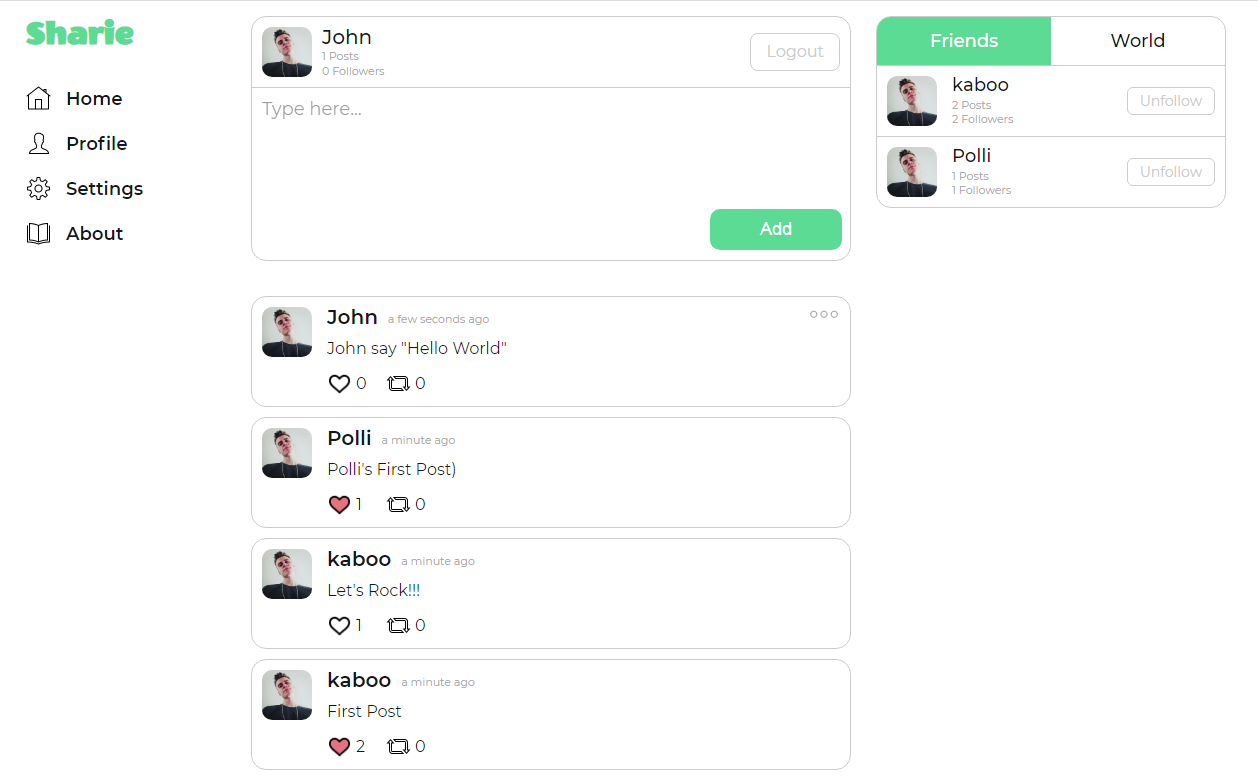 Sharie
Home
Profile
Settings
About
John
1 Posts
0 Followers
Logout
Type here...
Add
John a few seconds ago
John say "Hello World"
0 0
Polli a minute ago
Polli's First Post)
1 0
kaboo a minute ago
Let's Rock!!!
1 0
kaboo a minute ago
First Post
2 0
Friends World
kaboo
2 Posts
2 Followers
Unfollow
Polli
1 Posts
1 Followers
Unfollow